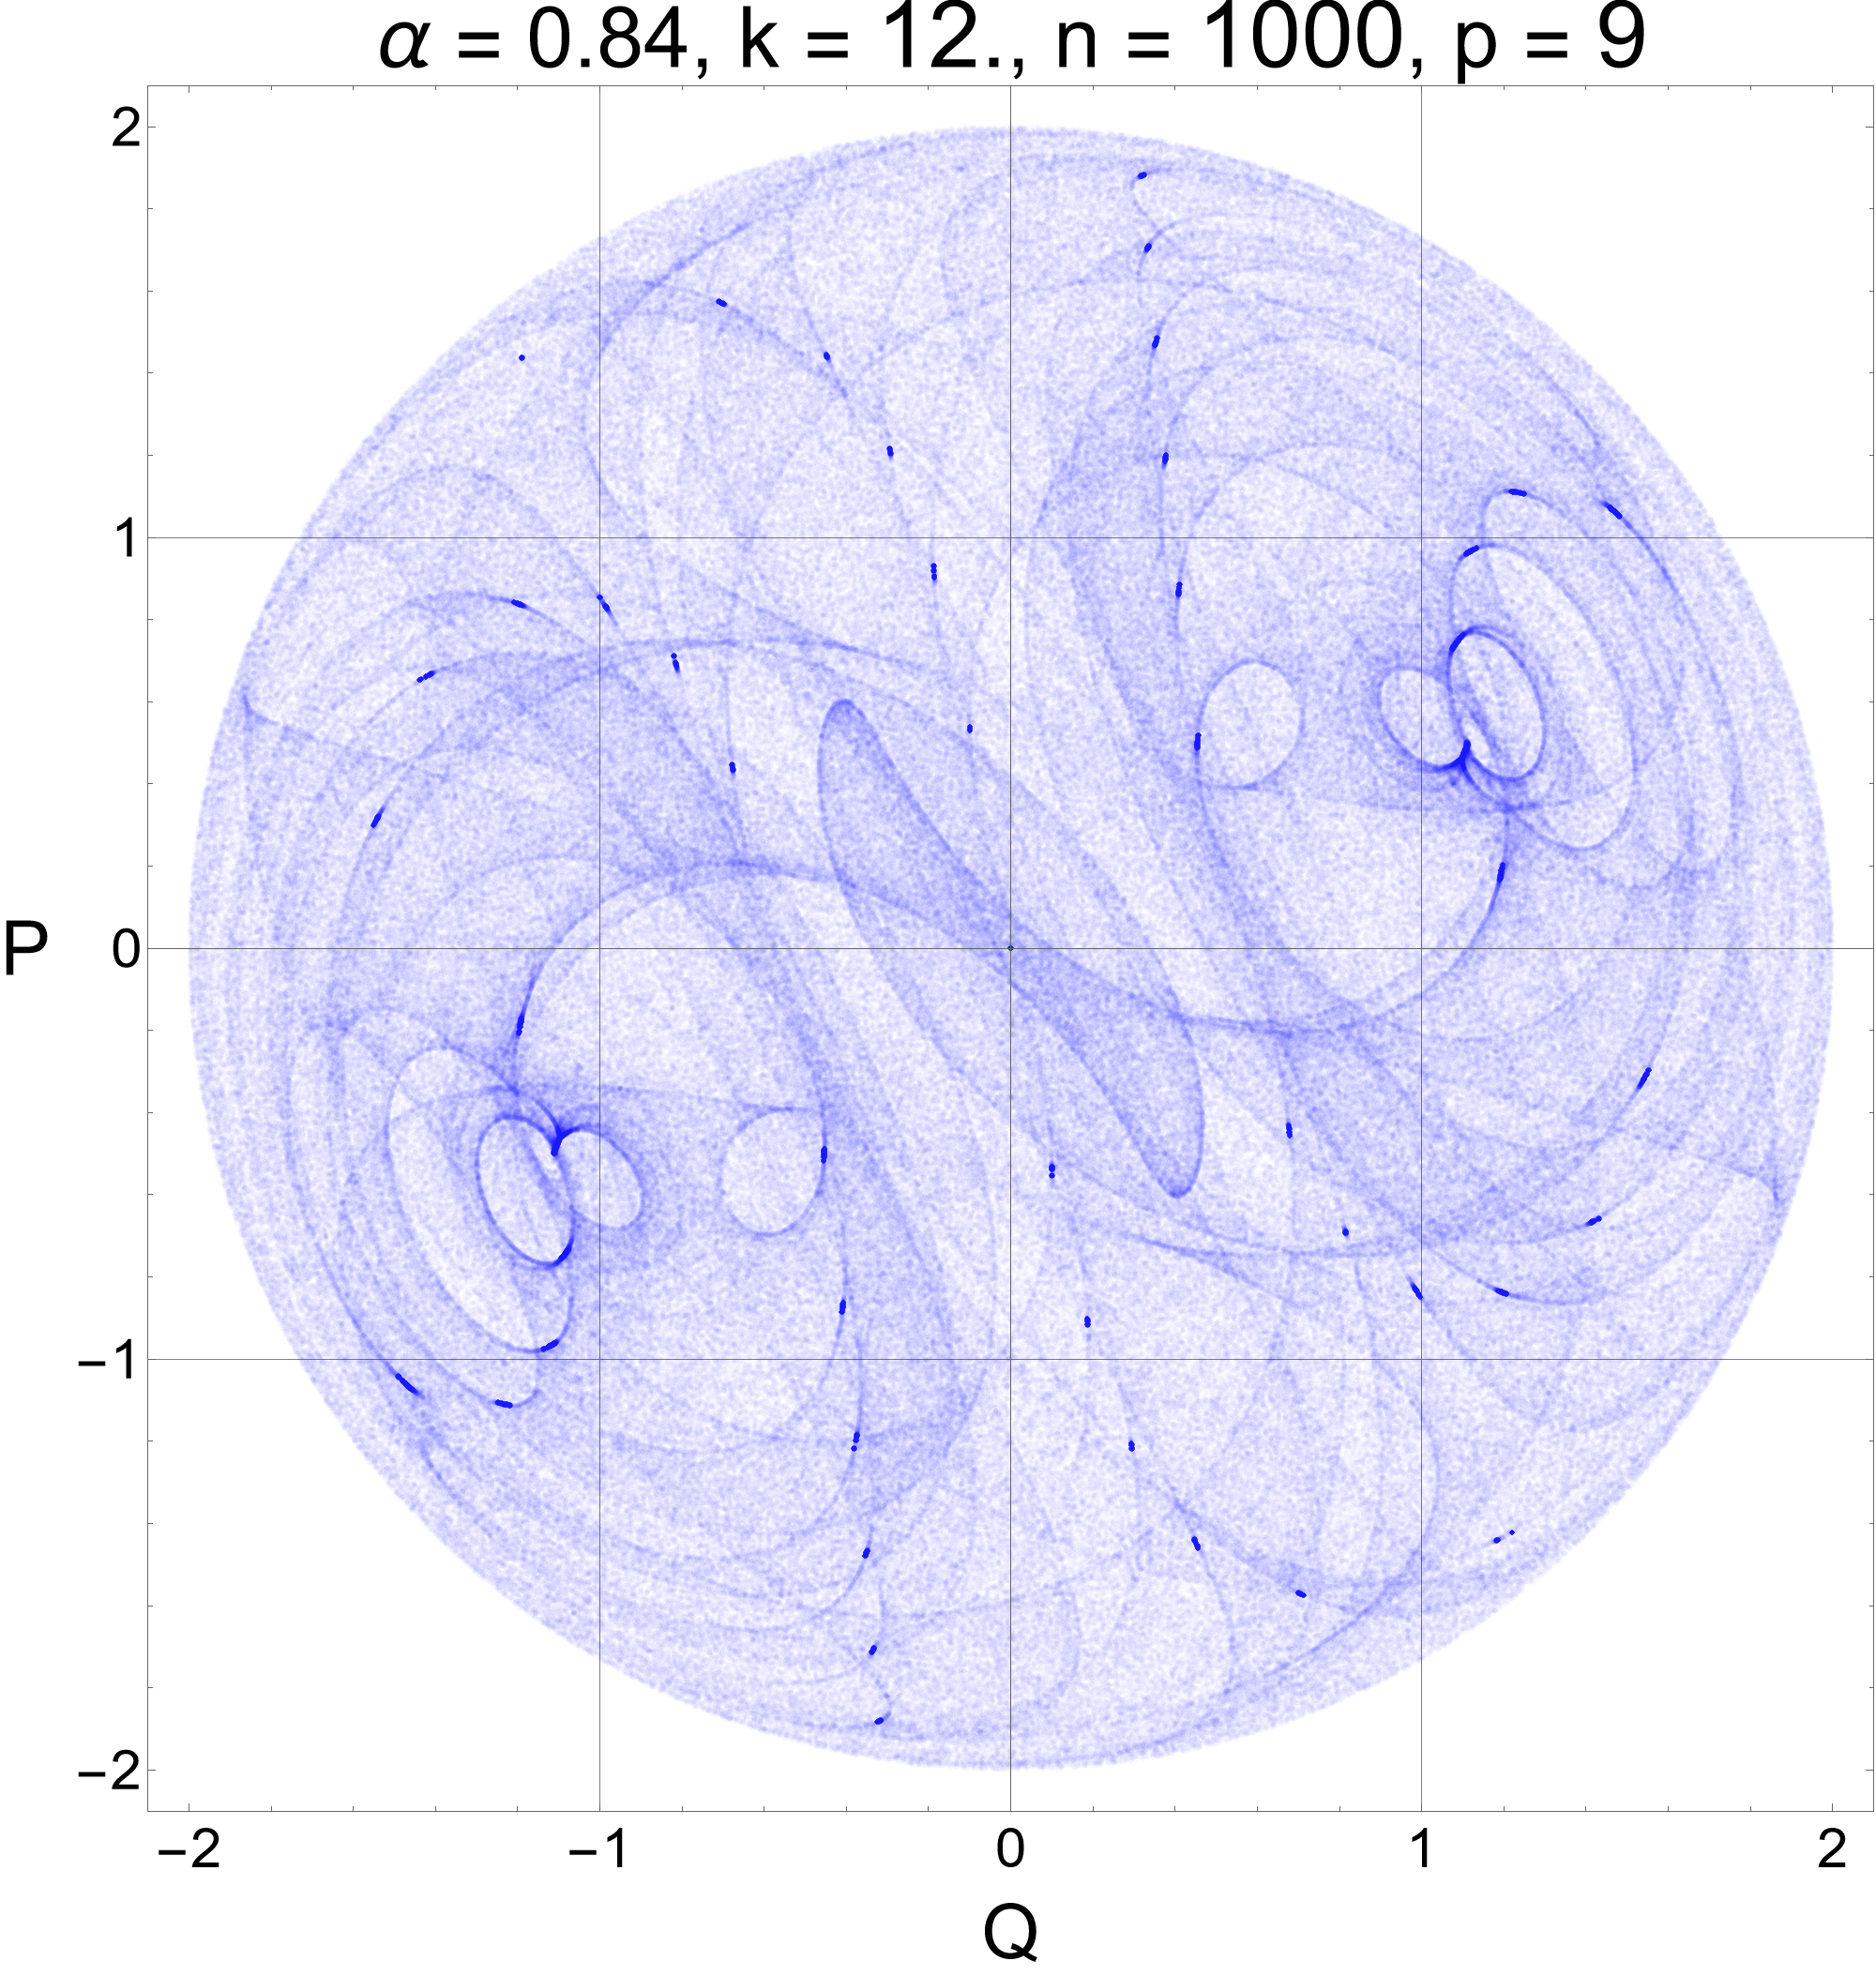 α = 0.84, k = 12., n = 1000, p = 9
2
1
P
0
−1
−2
−2 −1 0 1 2
Q